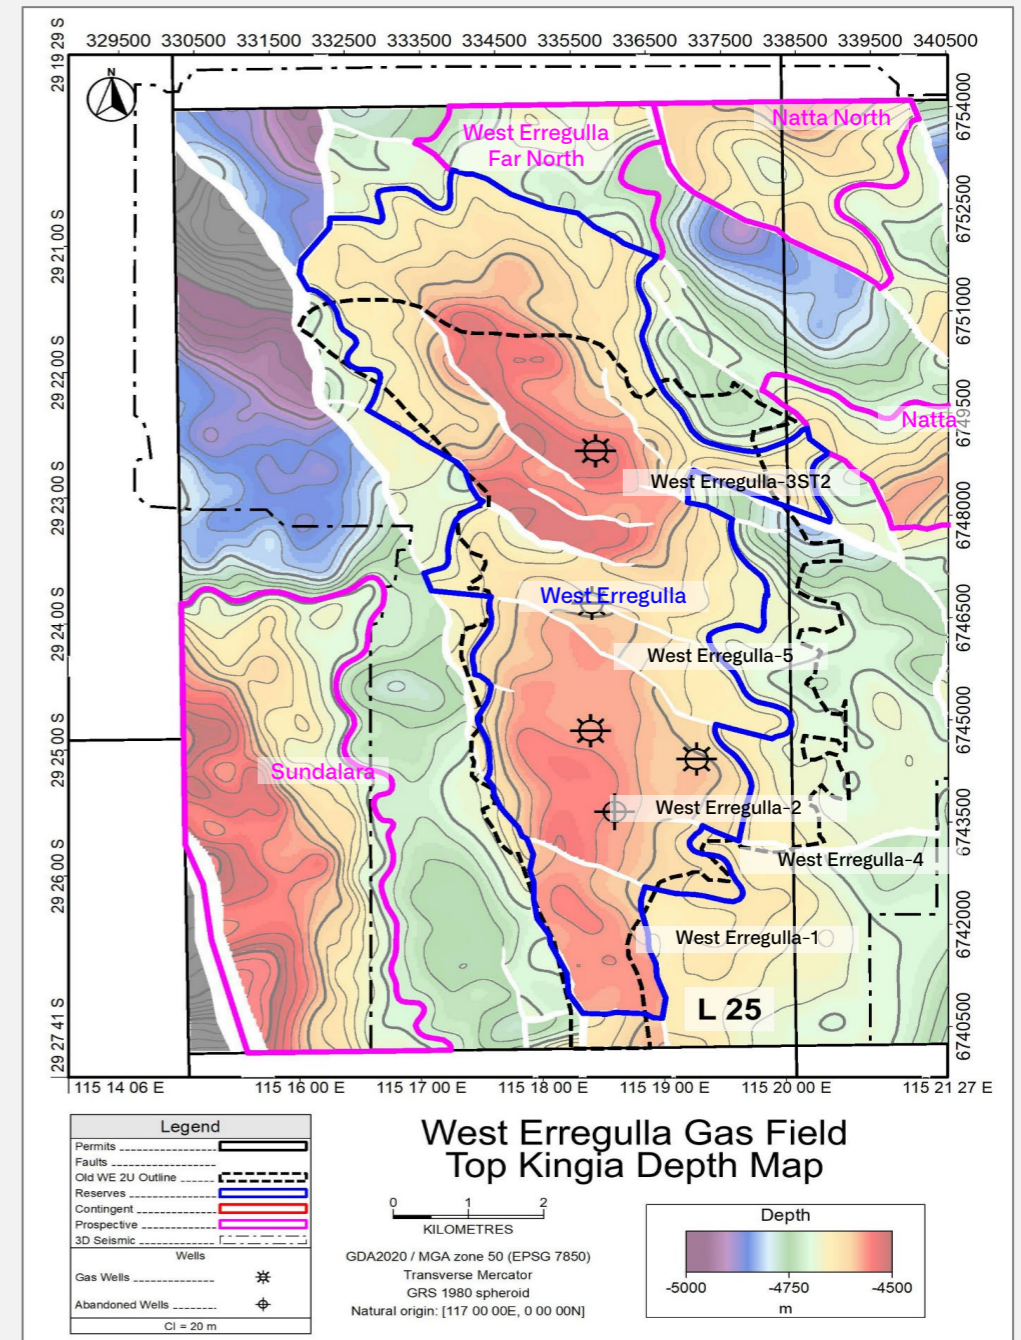 329500 330500 331500 332500 333500 334500 335500 336500 337500 338500 339500 340500
29 19 29 S
29 21 00 S
29 22 00 S
29 23 00 S
29 24 00 S
29 25 00 S
29 26 00 S
29 27 41 S
N
West Erregulla
Far North
Natta North
Natta
West Erregulla-3ST2
West Erregulla
West Erregulla-5
Sundalara
West Erregulla-2
West Erregulla-4
West Erregulla-1
L 25
6754000
6752500
6751000
6749500
6748000
6746500
6745000
6743500
6742000
6740500
115 14 06 E 115 16 00 E 115 17 00 E 115 18 00 E 115 19 00 E 115 20 00 E 115 21 27 E
Legend
Permits
Faults
Old WE 2U Outline
Reserves
Contingent
Prospective
3D Seismic
Wells
Gas Wells
Abandoned Wells
CI = 20 m
West Erregulla Gas Field
Top Kingia Depth Map
0 1 2
KILOMETRES
GDA2020 / MGA zone 50 (EPSG 7850)
Transverse Mercator
GRS 1980 spheroid
Natural origin: [117 00 00E, 0 00 00N]
Depth
-5000 -4750 -4500
m